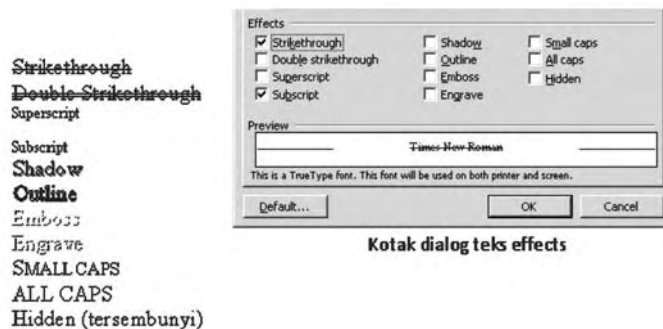 Strikethrough
Double Strikethrough
Superscript
Subscript
Shadow
Outline
Emboss
Engrave
SMALL CAPS
ALL CAPS
Hidden (tersembunyi)
Effects
Strikethrough Shadow Small caps
Double strikethrough Outline All caps
Superscript Emboss Hidden
Subscript Engrave
Preview
Times New Roman
This is a TrueType font. This font will be used on both printer and screen.
Default... OK Cancel
Kotak dialog teks effects